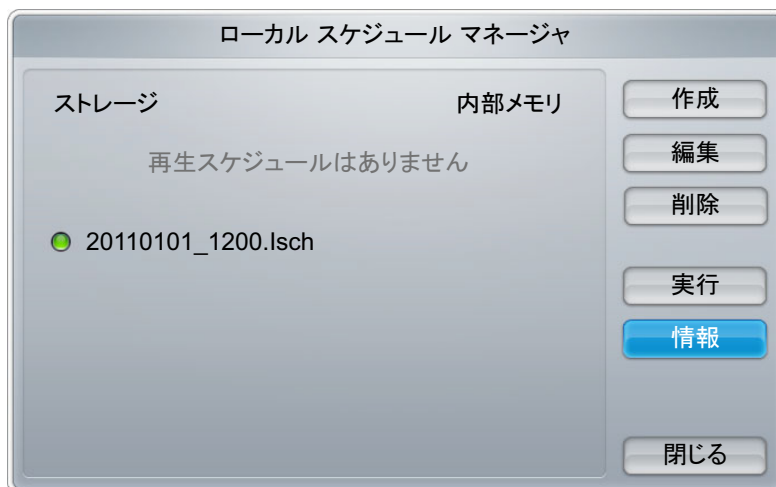 ローカル スケジュール マネージャ
ストレージ 内部メモリ
再生スケジュールはありません
20110101_1200.lsch
作成
編集
削除
実行
情報
閉じる